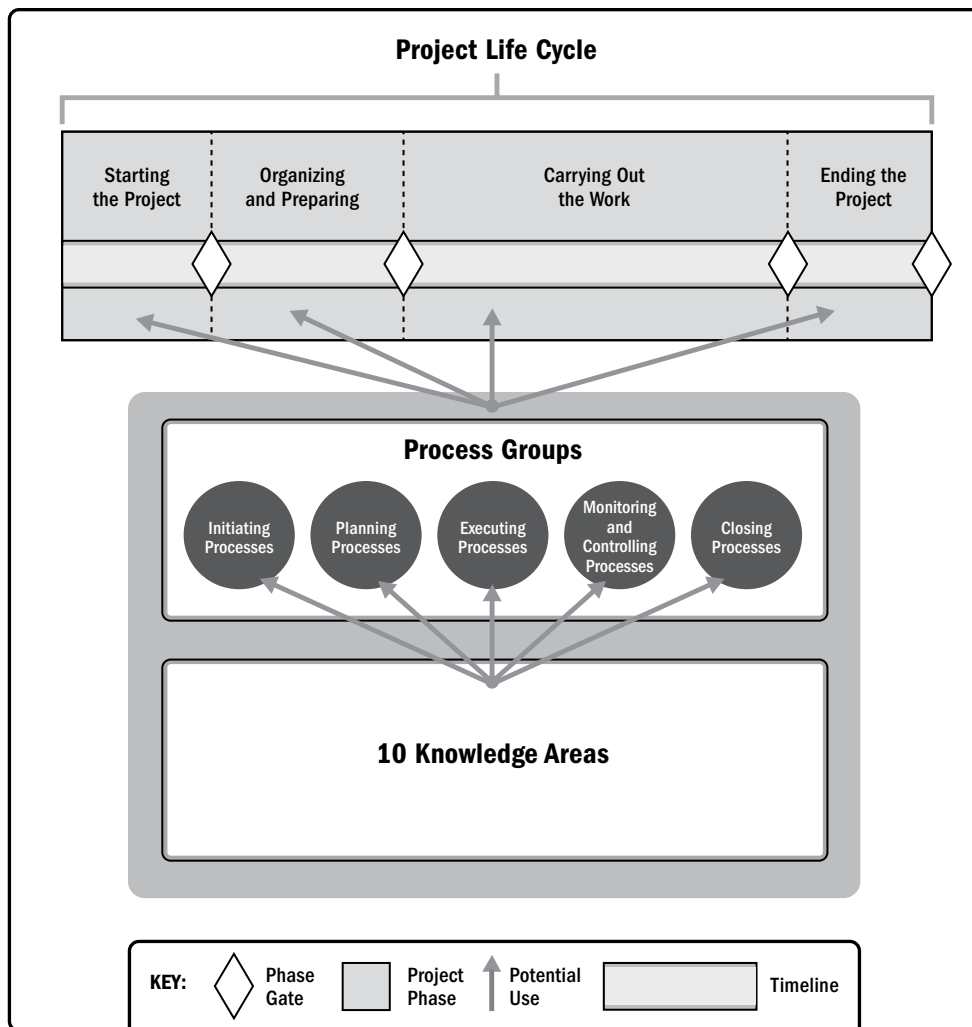 Project Life Cycle
Starting
the Project
Organizing
and Preparing
Carrying Out
the Work
Ending the
Project
Process Groups
Initiating
Processes
Planning
Processes
Executing
Processes
Monitoring
and
Controlling
Processes
Closing
Processes
10 Knowledge Areas
KEY:
Phase
Gate
Project
Phase
Potential
Use
Timeline